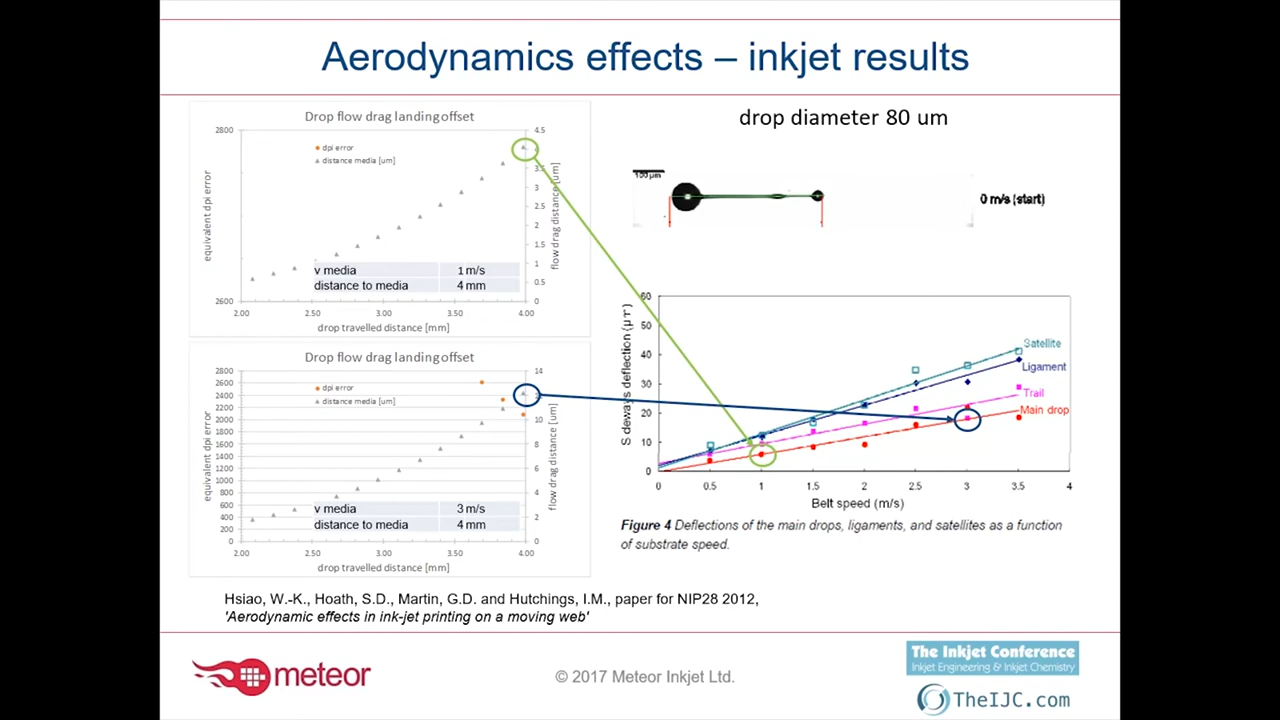 Aerodynamics effects – inkjet results
Drop flow drag landing offset
2800
2600
equivalent dpi error
dpi error
distance media [um]
4.5
4
3.5
3
2.5
2
1.5
1
0.5
0
flow drag distance [um]
v media 1 m/s
distance to media 4 mm
2.00 2.50 3.00 3.50 4.00
drop travelled distance [mm]
Drop flow drag landing offset
2800
2600
2400
2200
2000
1800
1600
1400
1200
1000
800
600
400
200
0
equivalent dpi error
dpi error
distance media [um]
14
10
8
6
4
2
0
flow drag distance [um]
v media 3 m/s
distance to media 4 mm
2.00 2.50 3.00 3.50 4.00
drop travelled distance [mm]
drop diameter 80 um
100 µm
0 m/s (start)
60
50
40
30
20
10
0
S deways deflection
Satellite
Ligament
Trail
Main drop
0 0.5 1 1.5 2 2.5 3 3.5 4
Belt speed (m/s)
Figure 4 Deflections of the main drops, ligaments, and satellites as a function
of substrate speed.
Hsiao, W.-K., Hoath, S.D., Martin, G.D. and Hutchings, I.M., paper for NIP28 2012,
'Aerodynamic effects in ink-jet printing on a moving web'
meteor
© 2017 Meteor Inkjet Ltd.
The Inkjet Conference
Inkjet Engineering & Inkjet Chemistry
TheIJC.com